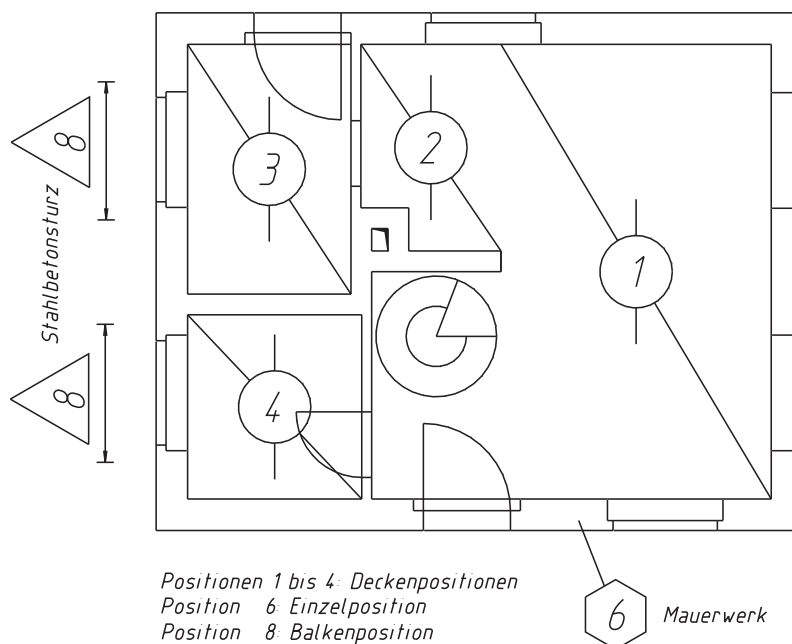 2
3
8
Stahlbetonsturz
1
8
4
Positionen 1 bis 4: Deckenpositionen
Position 6: Einzelposition
Position 8: Balkenposition
6
Mauerwerk